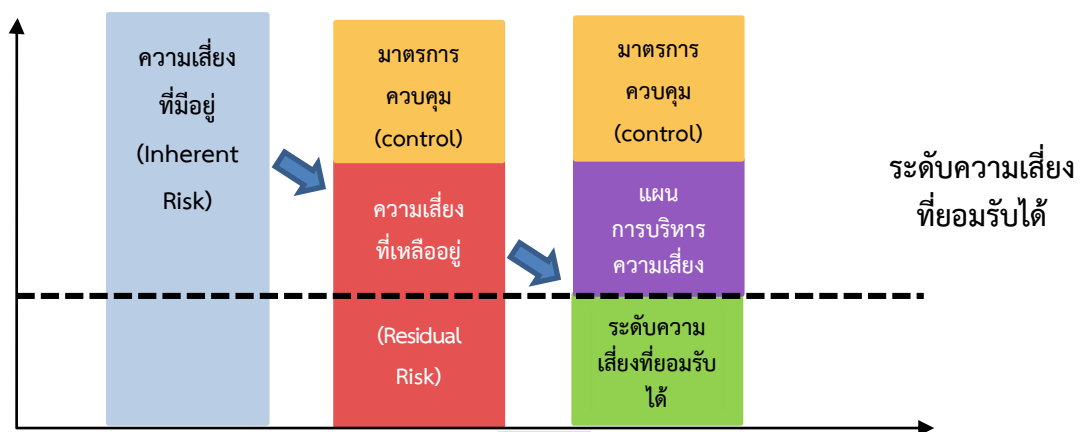 ความเสี่ยง
ที่มีอยู่
(Inherent
Risk)
มาตรการ
ควบคุม
(control)
ความเสี่ยง
ที่เหลืออยู่
(Residual
Risk)
มาตรการ
ควบคุม
(control)
แผน
การบริหาร
ความเสี่ยง
ระดับความ
เสี่ยงที่ยอมรับ
ได้
ระดับความเสี่ยง
ที่ยอมรับได้